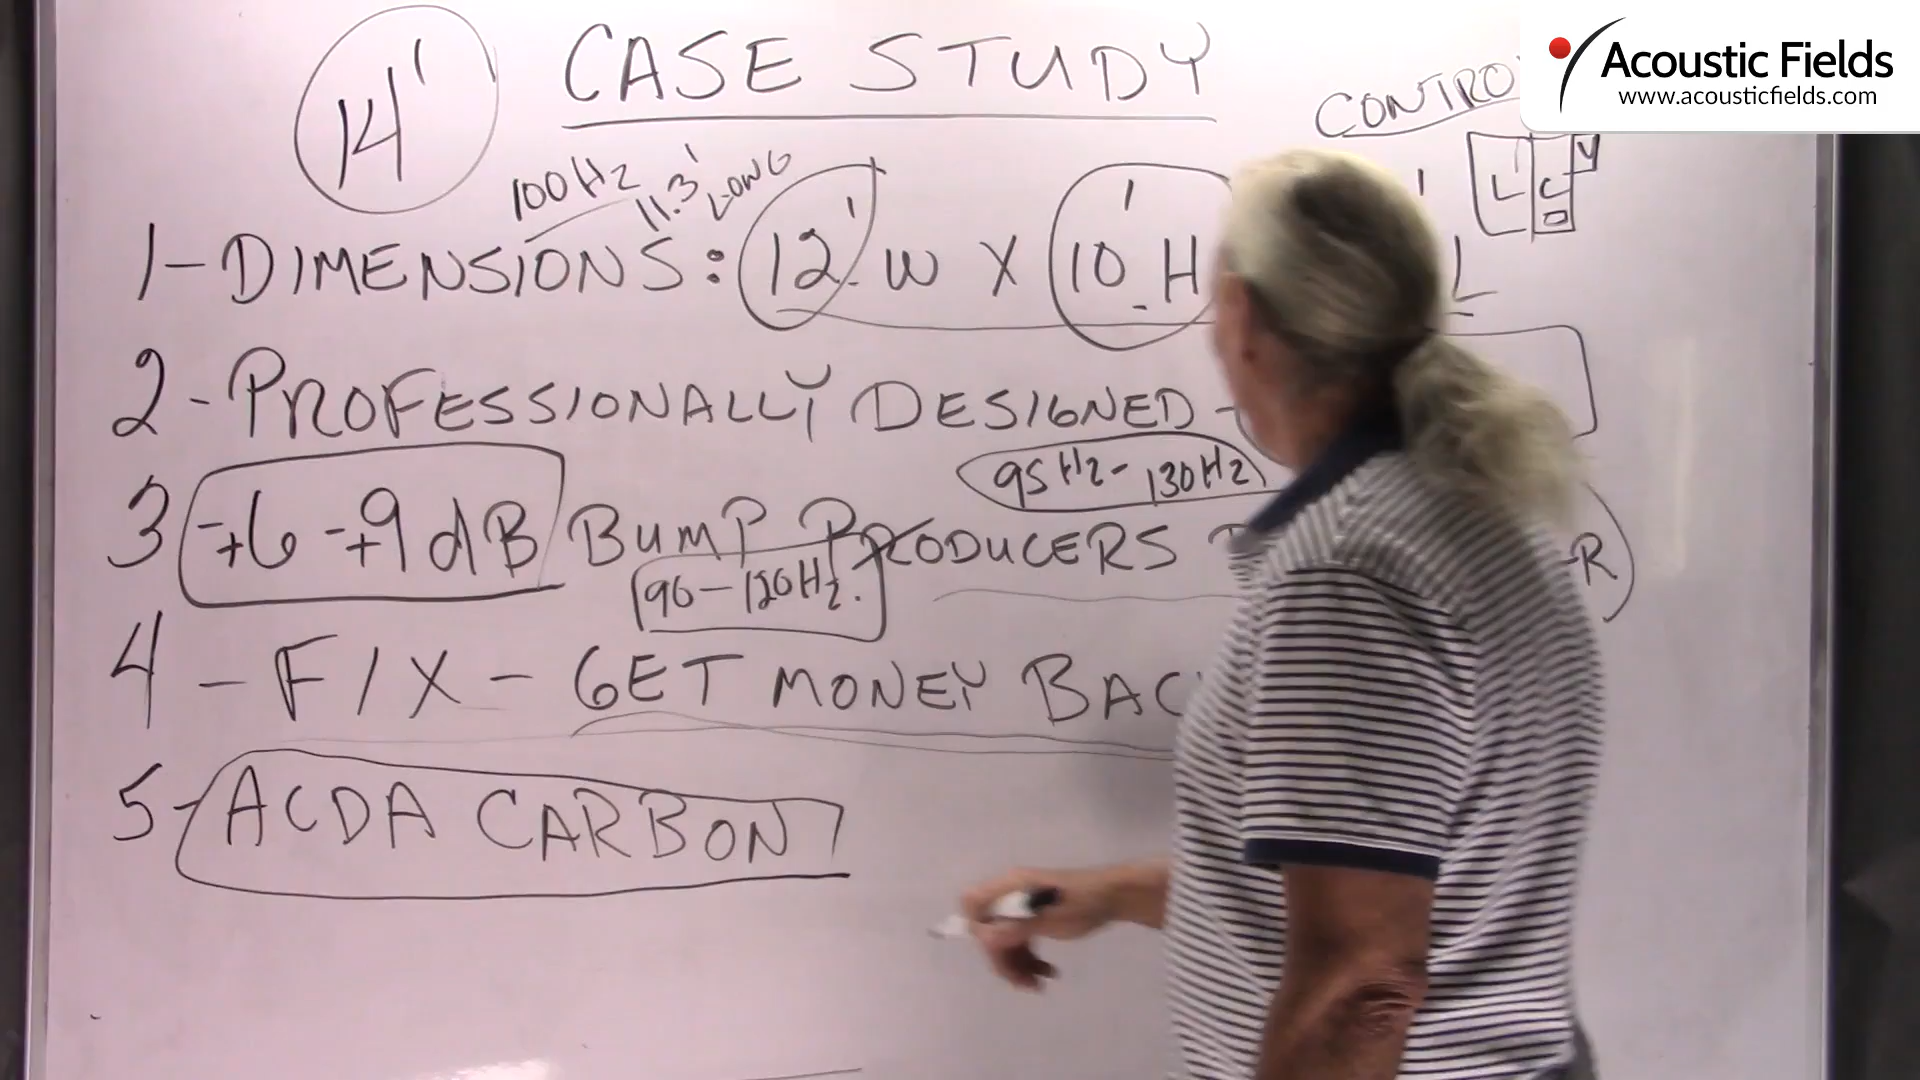 14' CASE STUDY
CONTRO
Acoustic Fields
www.acousticfields.com
L C V
100Hz 11.3' LONG
1-DIMENSIONS: 12' W X 10' H ' L
2-PROFESSIONALLY DESIGNED -
95Hz- 130Hz
3 -+6 -+9 dB BUMP PRODUCERS R
90-120Hz.
4 - FIX - GET MONEY BAC
5-ACDA CARBON